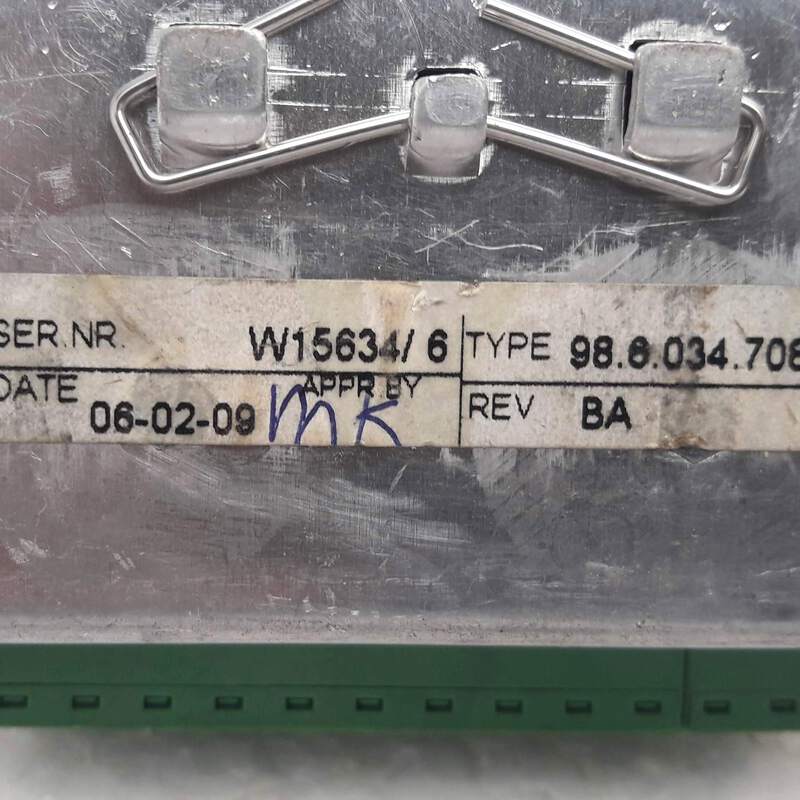 SER.NR. W15634/ 6 TYPE 98.6.034.708
DATE 06-02-09 APPR.BY MK REV BA